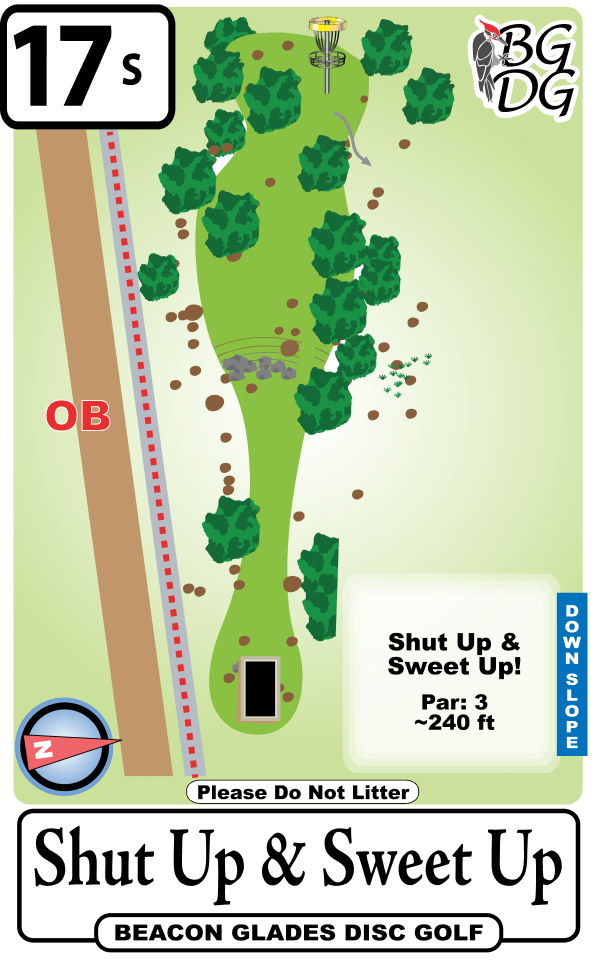 17 S
BG
DG
OB
Shut Up &
Sweet Up!
Par: 3
~240 ft
DOWN SLOPE
N
Please Do Not Litter
Shut Up & Sweet Up
BEACON GLADES DISC GOLF